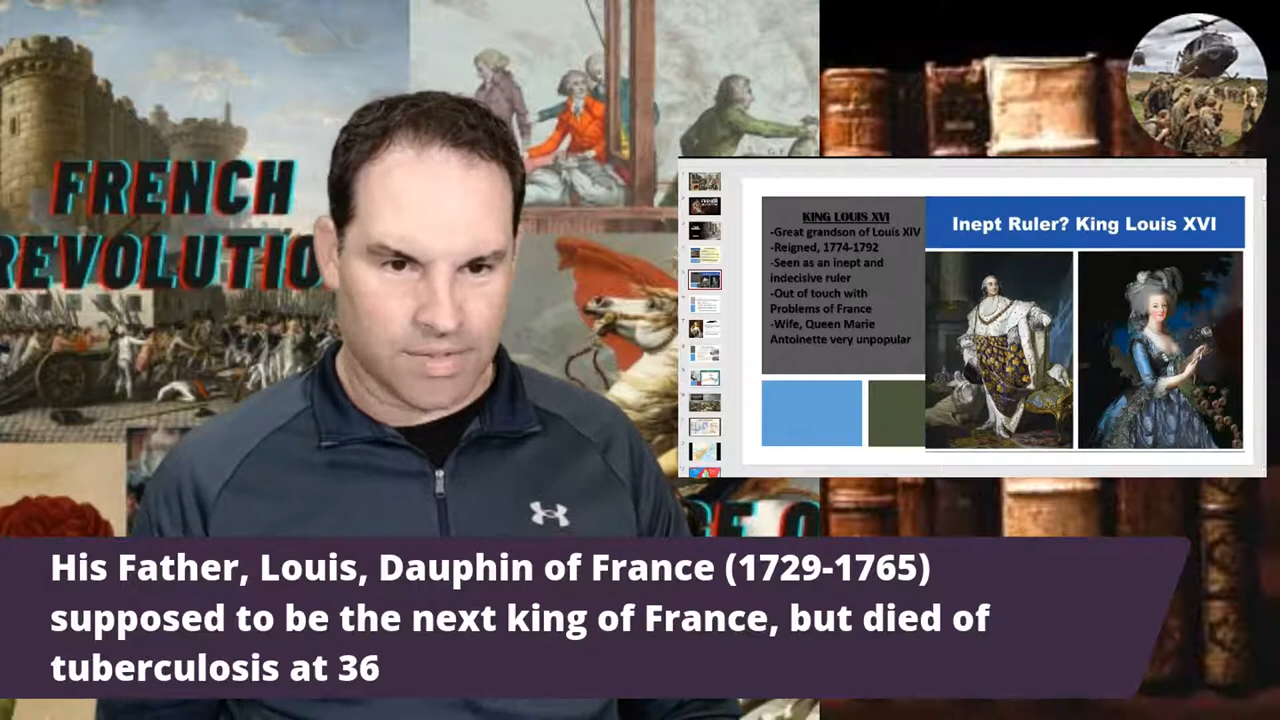 FRENCH
REVOLUTIO
KING LOUIS XVI
-Great grandson of Louis XIV
-Reigned, 1774-1792
-Seen as an inept and
indecisive ruler
-Out of touch with
Problems of France
-Wife, Queen Marie
Antoinette very unpopular
Inept Ruler? King Louis XVI
His Father, Louis, Dauphin of France (1729-1765)
supposed to be the next king of France, but died of
tuberculosis at 36